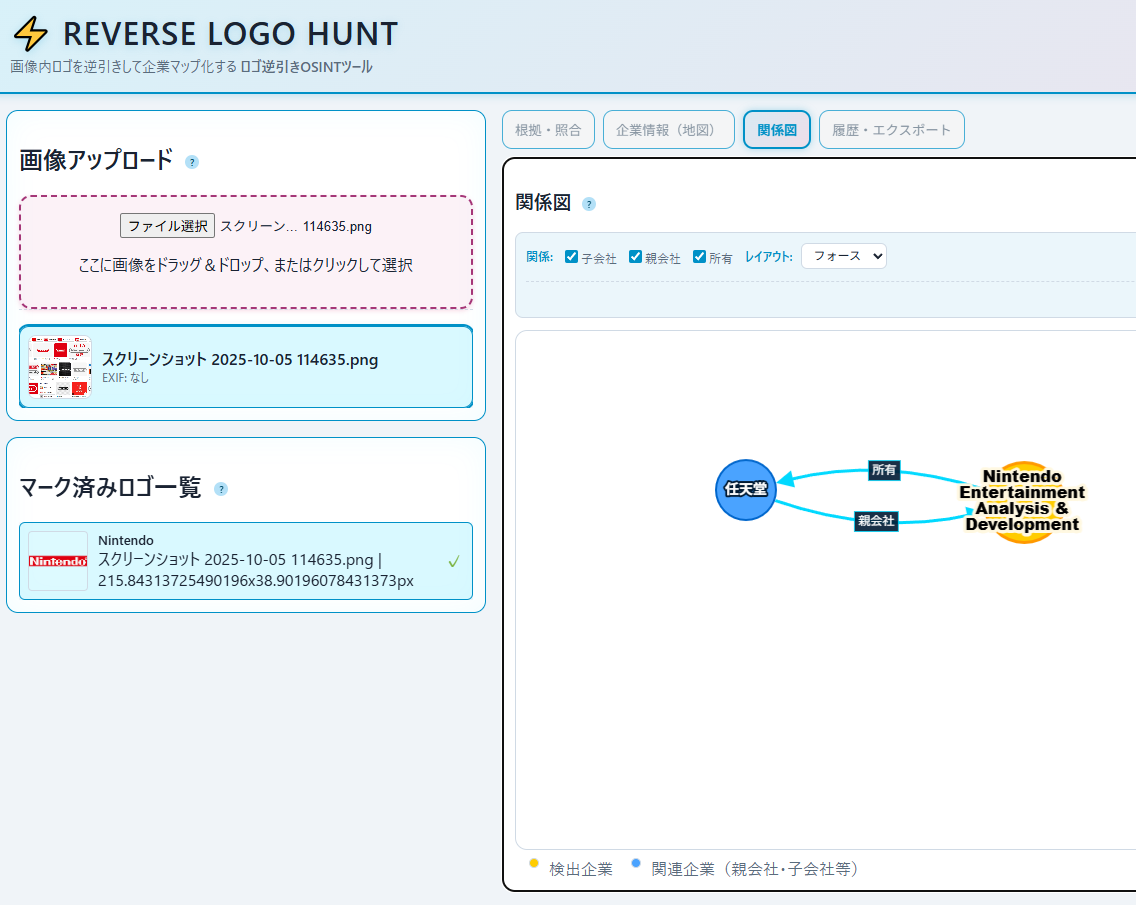 REVERSE LOGO HUNT
画像内ロゴを逆引きして企業マップ化する ロゴ逆引きOSINTツール
画像アップロード ?
ファイル選択 スクリーン... 114635.png
ここに画像をドラッグ＆ドロップ、またはクリックして選択
スクリーンショット 2025-10-05 114635.png
EXIF: なし
マーク済みロゴ一覧 ?
Nintendo
Nintendo
スクリーンショット 2025-10-05 114635.png |
215.84313725490196x38.90196078431373px
✓
根拠・照合 企業情報（地図） 関係図 履歴・エクスポート
関係図 ?
関係: 子会社 親会社 所有 レイアウト: フォース
任天堂
所有
親会社
Nintendo
Entertainment
Analysis &
Development
検出企業 関連企業（親会社・子会社等）